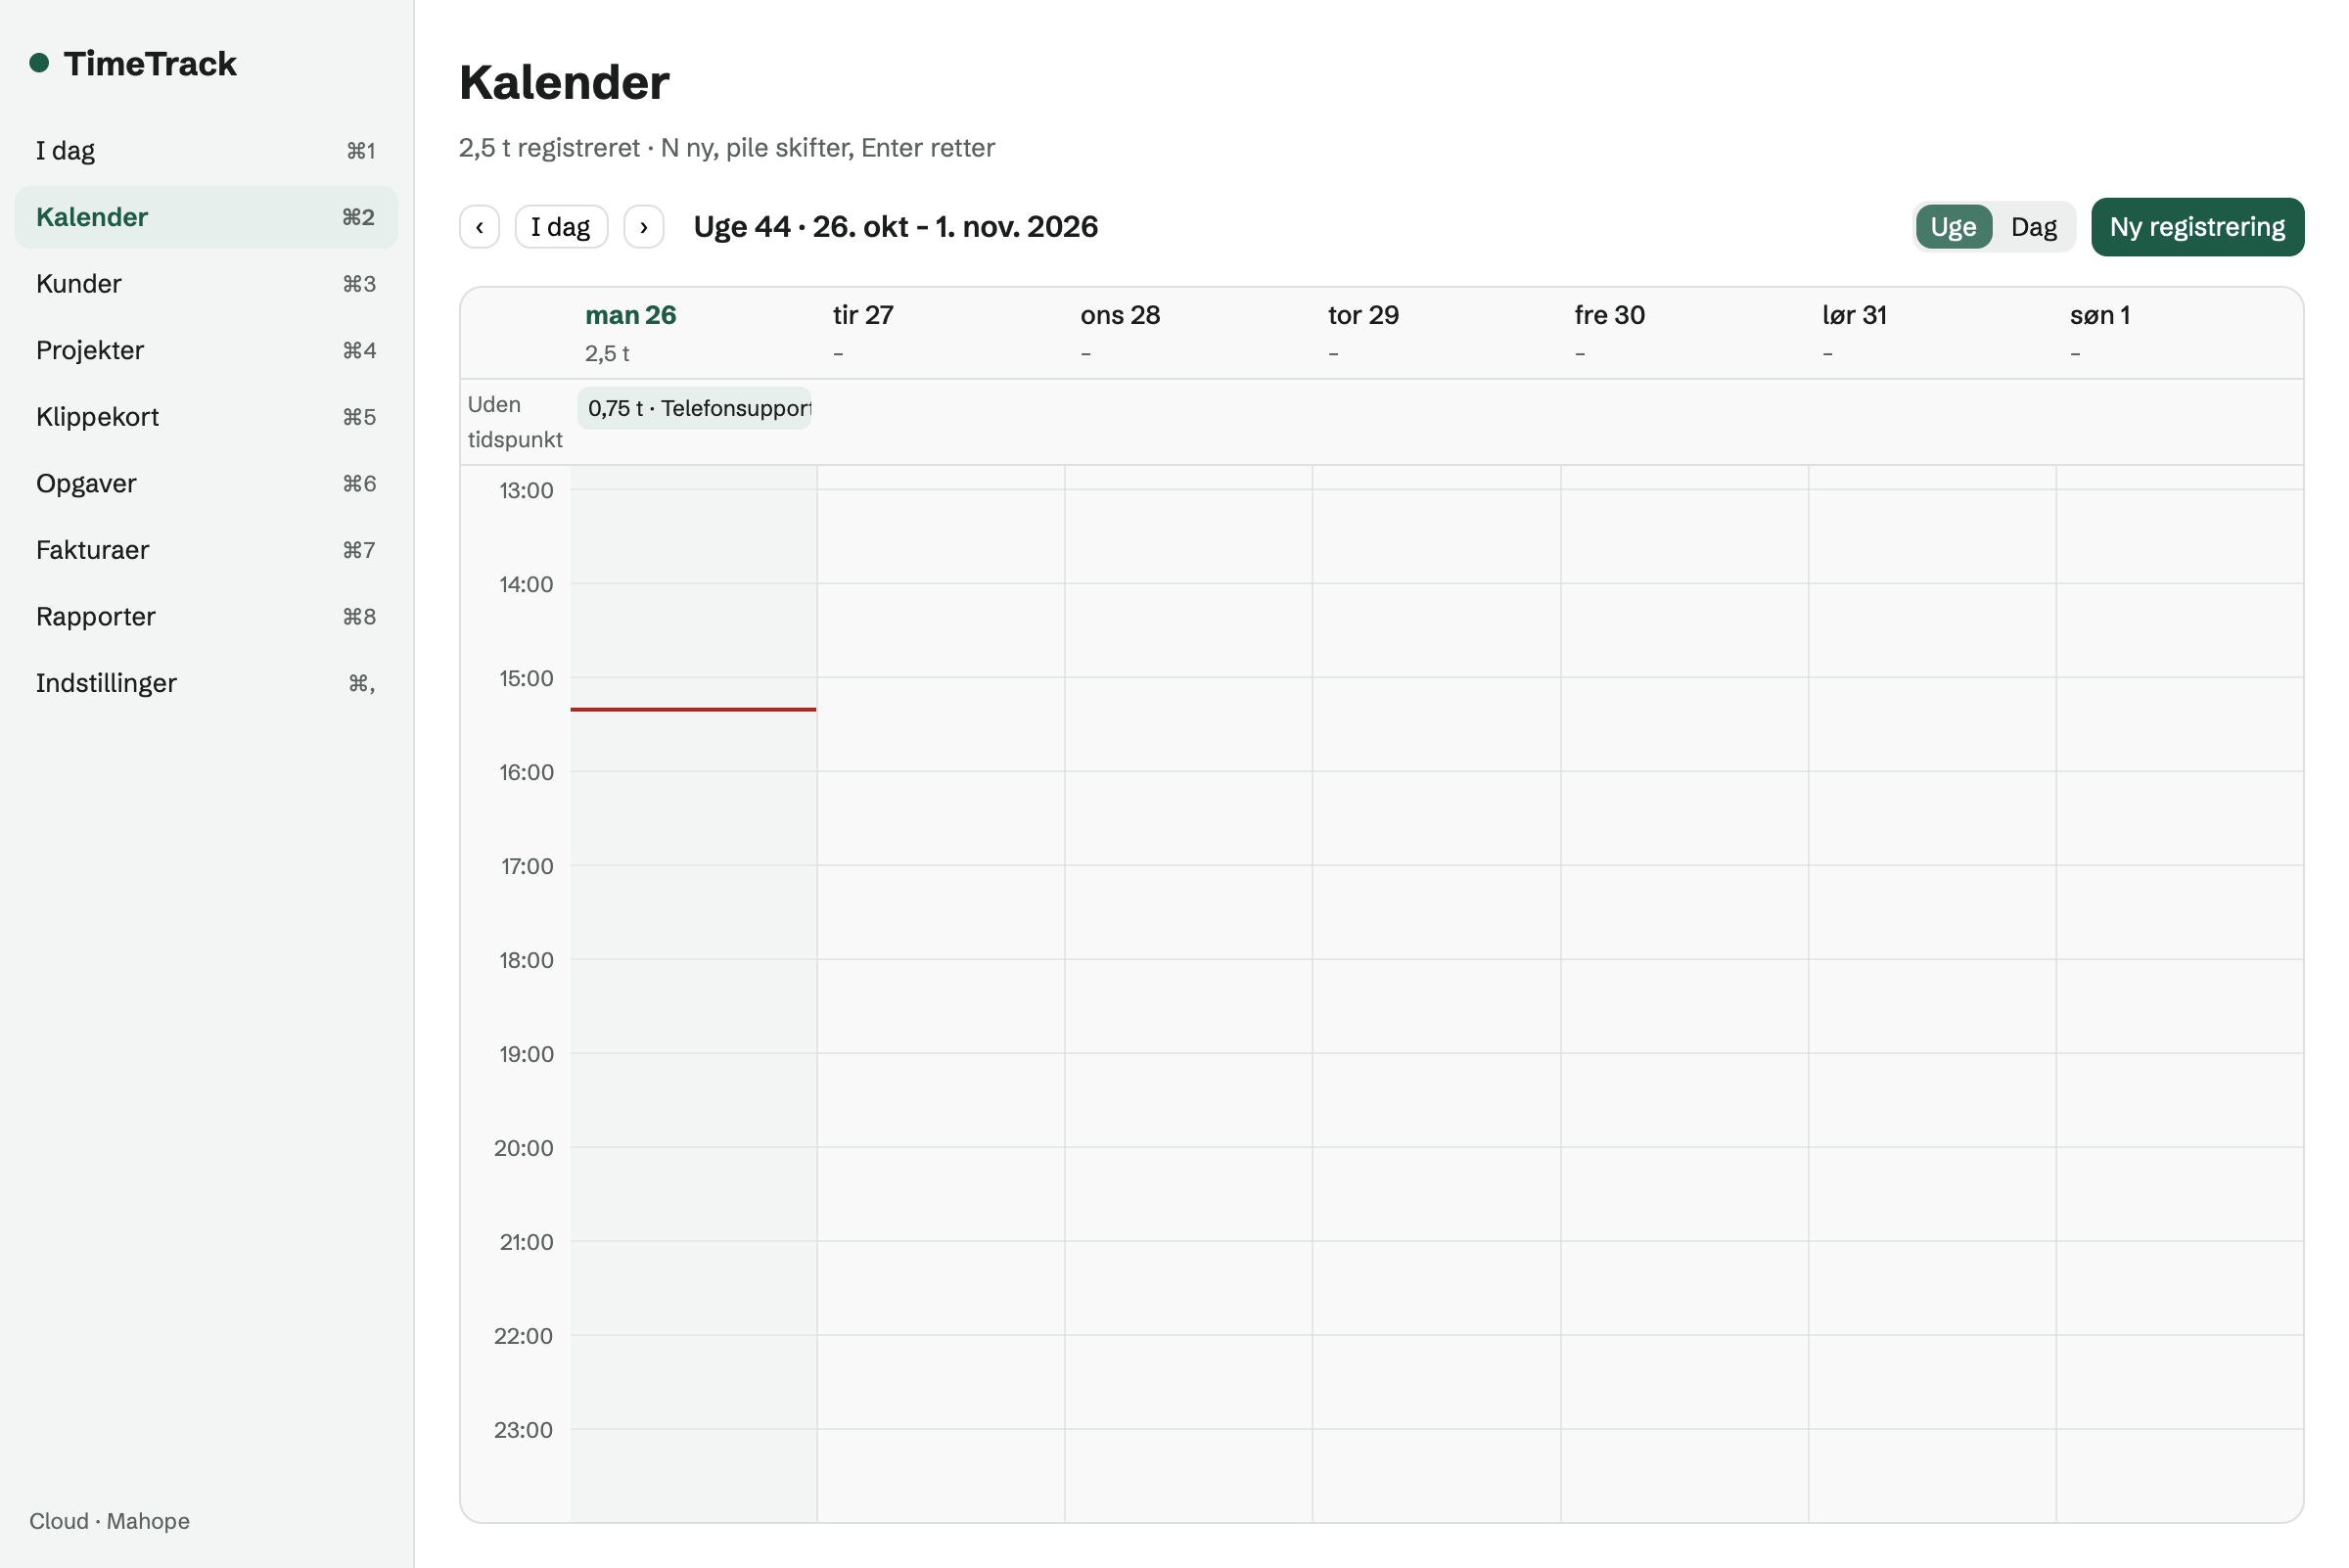 TimeTrack
I dag ⌘1
Kalender ⌘2
Kunder ⌘3
Projekter ⌘4
Klippekort ⌘5
Opgaver ⌘6
Fakturaer ⌘7
Rapporter ⌘8
Indstillinger ⌘,
Cloud · Mahope
Kalender
2,5 t registreret · N ny, pile skifter, Enter retter
‹ I dag › Uge 44 · 26. okt – 1. nov. 2026 Uge Dag Ny registrering
man 26 tir 27 ons 28 tor 29 fre 30 lør 31 søn 1
2,5 t – – – – – –
Uden
tidspunkt
0,75 t · Telefonsupport
13:00
14:00
15:00
16:00
17:00
18:00
19:00
20:00
21:00
22:00
23:00